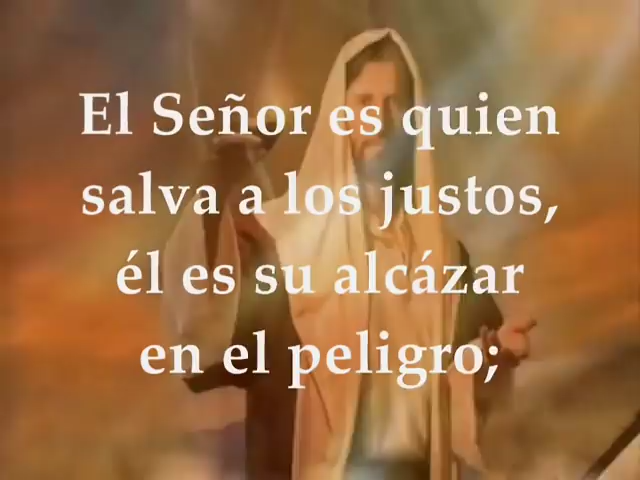 El Señor es quien
salva a los justos,
él es su alcázar
en el peligro;